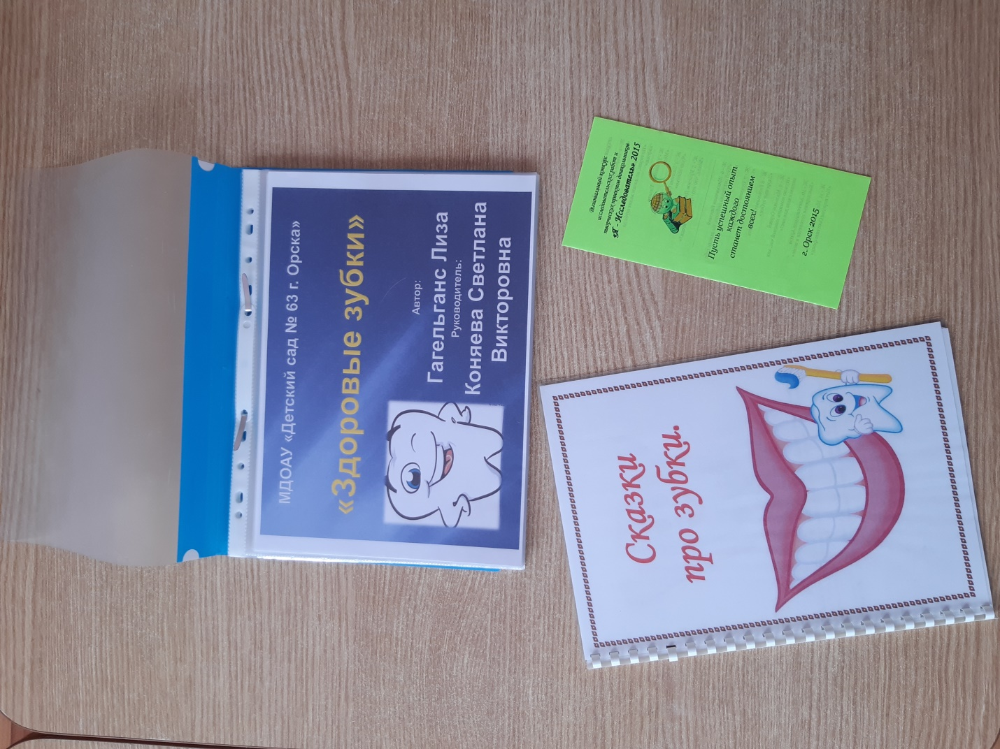 МДОАУ «Детский сад № 63 г. Орска»
«Здоровые зубки»
Автор:
Гагельганс Лиза
Руководитель:
Коняева Светлана
Викторовна
Региональный конкурс
исследовательских работ и
творческих проектов дошкольников
«Я - Исследователь» 2015
Пусть успешный опыт
каждого
станет достоянием
всех!
г. Орск 2015
Сказки
про зубки.